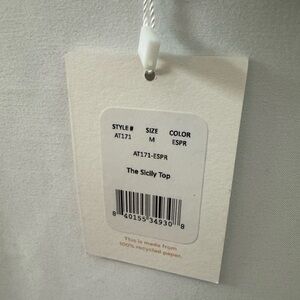 STYLE # SIZE COLOR
AT171 M ESPR
AT171-ESPR
The Sicily Top
8 40155 34930 8
This is made from
100% recycled paper.